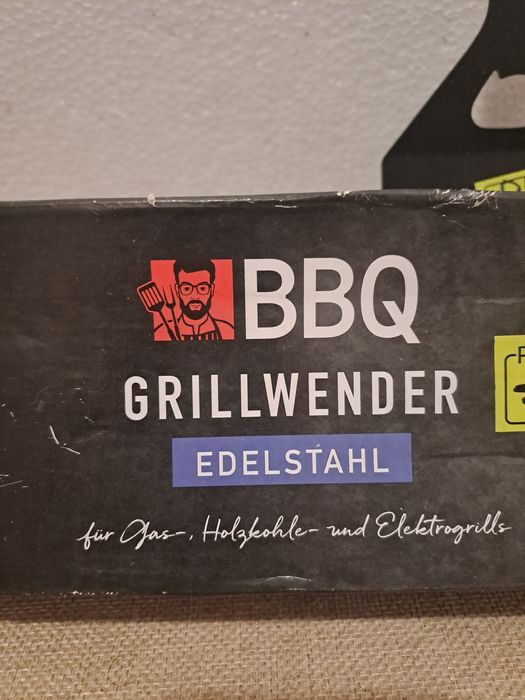 BBQ
GRILLWENDER
EDELSTAHL
für Gas-, Holzkohle- und Elektrogrills